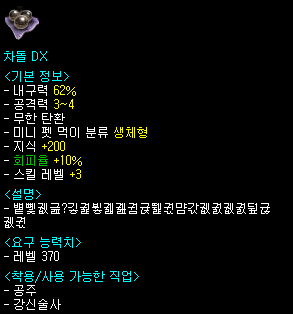 차돌 DX
<기본 정보>
- 내구력 62%
- 공격력 3~4
- 무한 탄환
- 미니 펫 먹이 분류 생체형
- 지식 +200
- 회피율 +10%
- 스킬 레벨 +3
<설명>
<요구 능력치>
- 레벨 370
<착용/사용 가능한 직업>
- 공주
- 강신술사